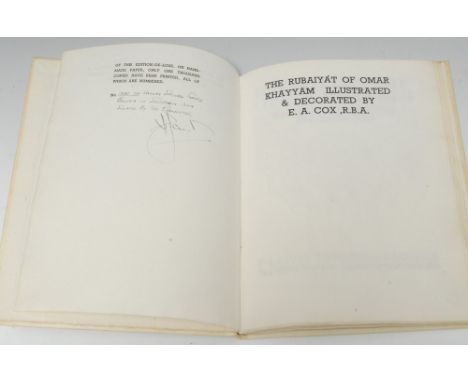 OF THE EDITION-DE-LUXE, ON HAND-
MADE PAPER, ONLY ONE THOUSAND
COPIES HAVE BEEN PRINTED, ALL OF
WHICH ARE NUMBERED.
No
THE RUBAIYÁT OF OMAR
KHAYYÁM ILLUSTRATED
& DECORATED BY
E. A. COX ,R.B.A.